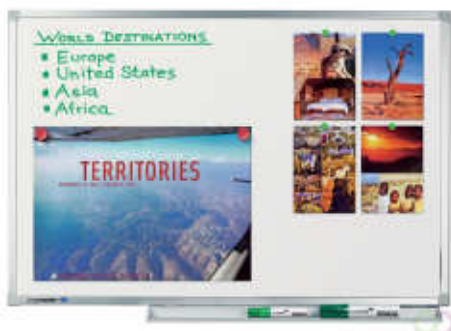 WORLD DESTINATIONS
• Europe
• United States
• Asia
• Africa
TERRITORIES